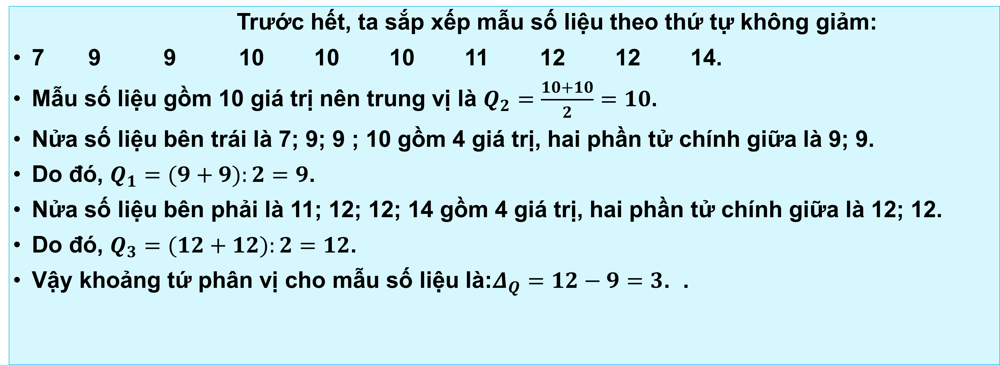 Trước hết, ta sắp xếp mẫu số liệu theo thứ tự không giảm:
• 7 9 9 10 10 10 11 12 12 14.
• Mẫu số liệu gồm 10 giá trị nên trung vị là Q₂ = (10+10)/2 = 10.
• Nửa số liệu bên trái là 7; 9; 9 ; 10 gồm 4 giá trị, hai phần tử chính giữa là 9; 9.
• Do đó, Q₁ = (9 + 9): 2 = 9.
• Nửa số liệu bên phải là 11; 12; 12; 14 gồm 4 giá trị, hai phần tử chính giữa là 12; 12.
• Do đó, Q₃ = (12 + 12): 2 = 12.
• Vậy khoảng tứ phân vị cho mẫu số liệu là:Δ_Q = 12 − 9 = 3. .